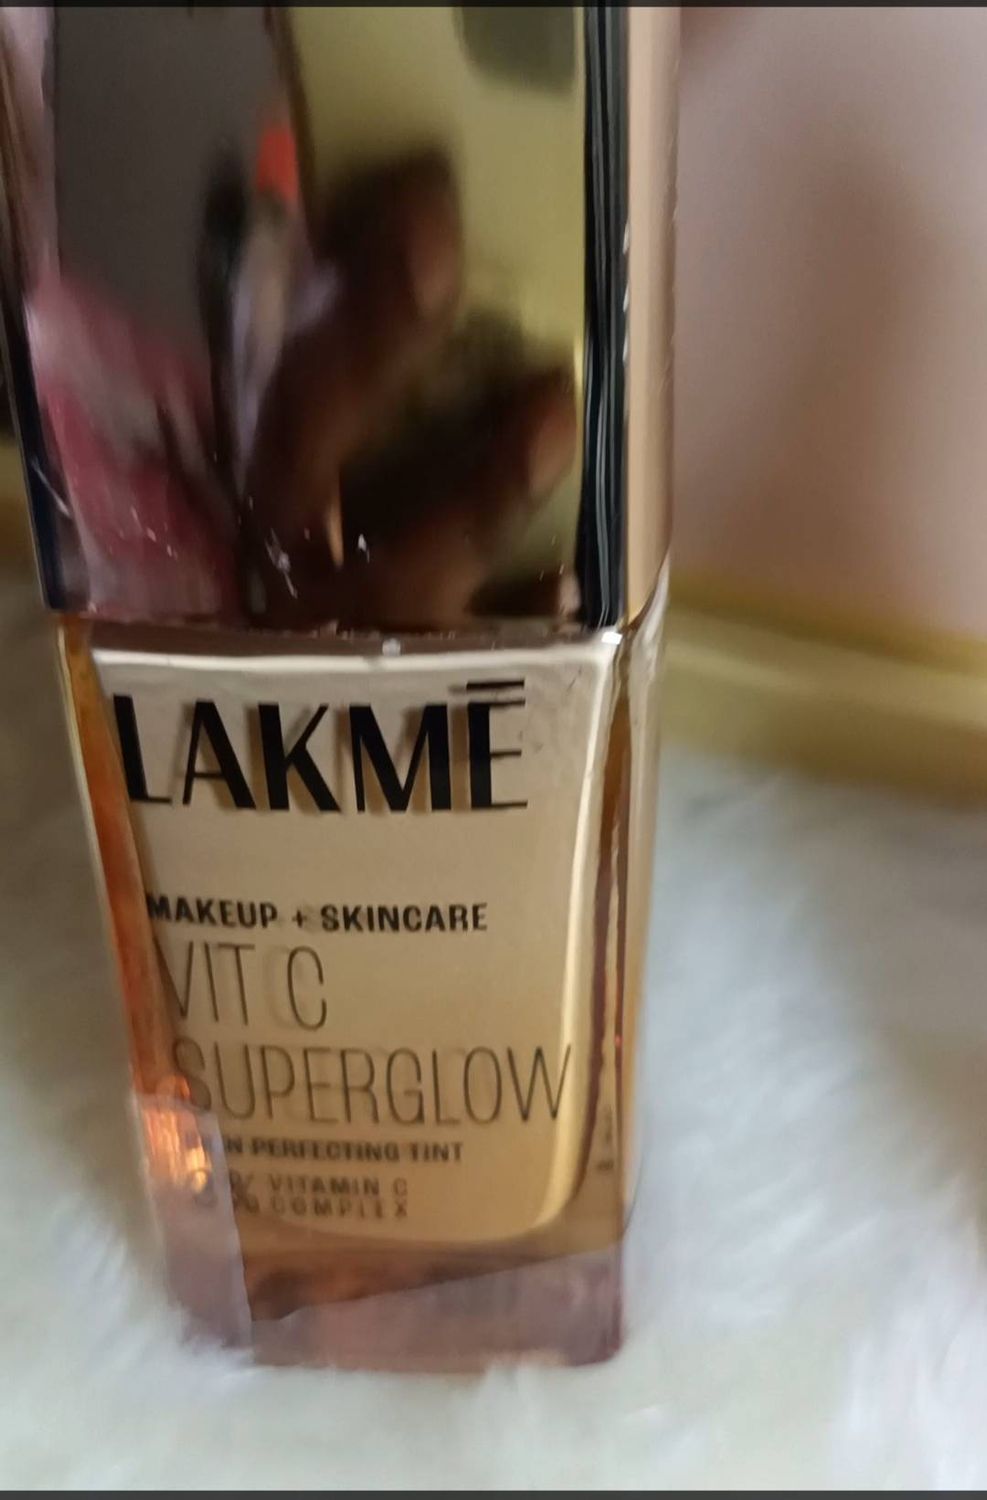 LAKMĒ
MAKEUP + SKINCARE
VIT C
SUPERGLOW
PERFECTING TINT
VITAMIN C
COMPLEX